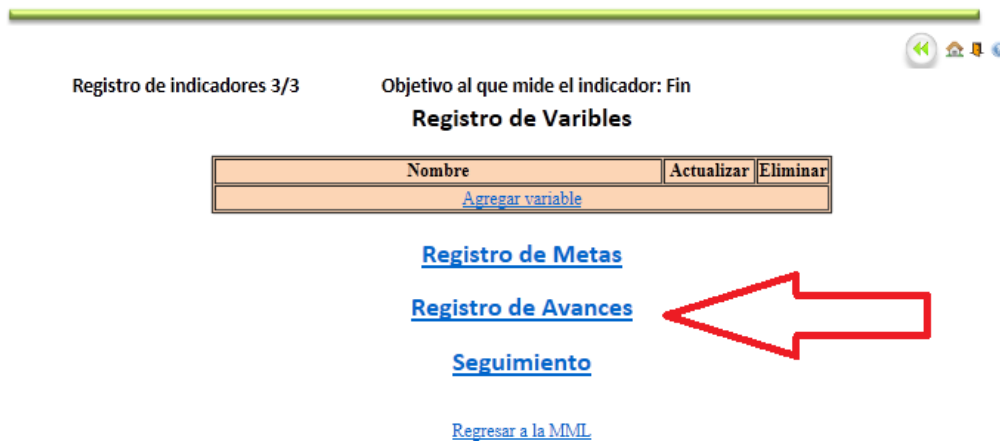 Registro de indicadores 3/3 Objetivo al que mide el indicador: Fin
Registro de Varibles
Nombre Actualizar Eliminar
Agregar variable
Registro de Metas
Registro de Avances
Seguimiento
Regresar a la MML